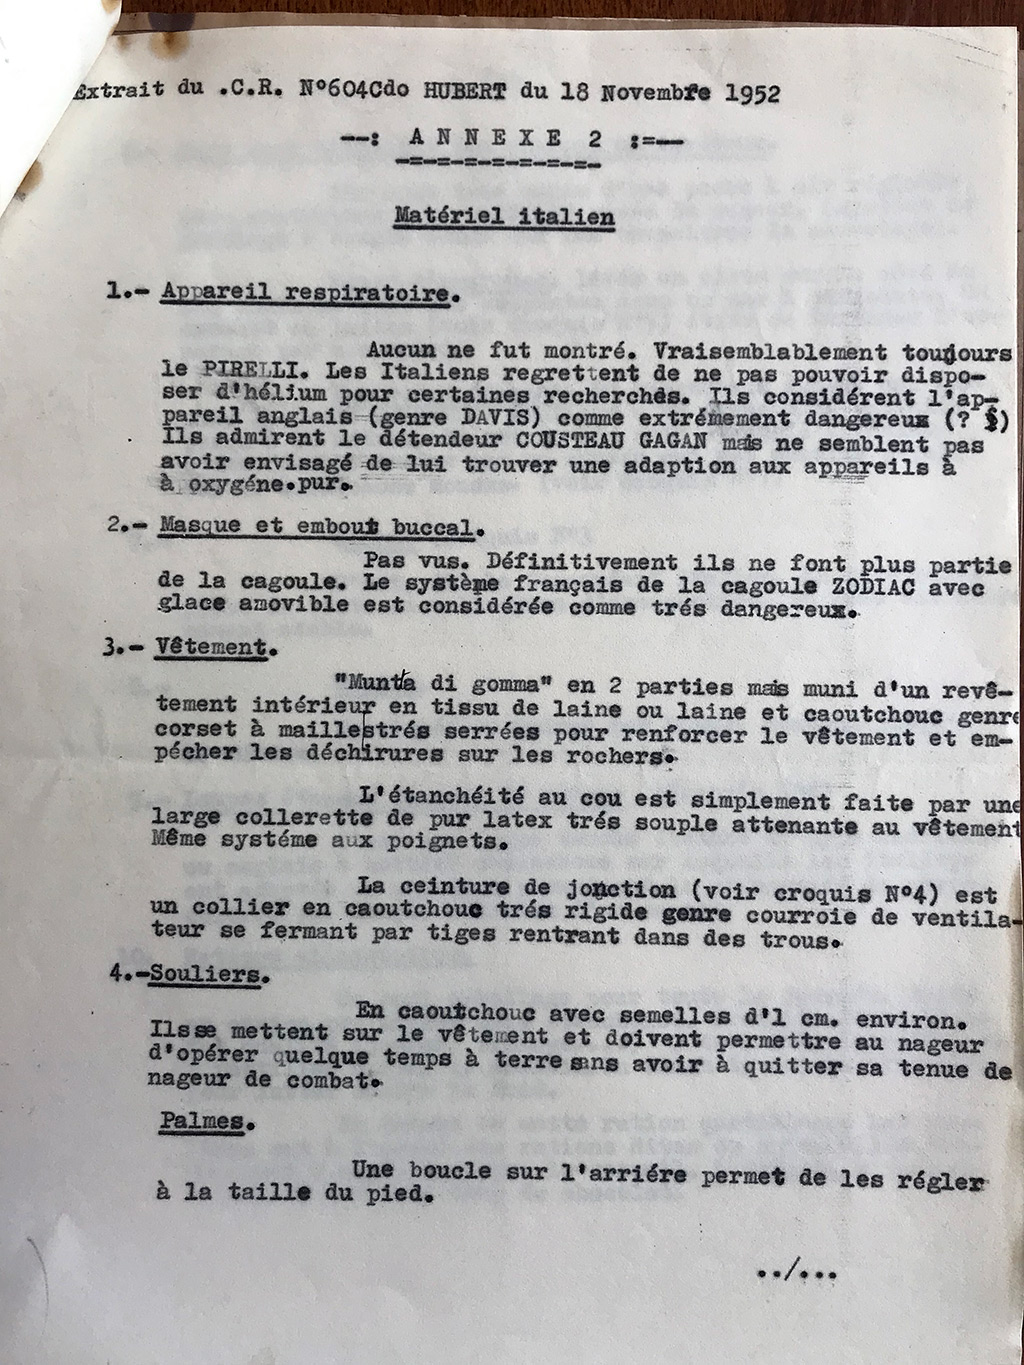 Extrait du .C.R. N°604Cdo HUBERT du 18 Novembre 1952
--: A N N E X E 2 :=--
-=-=-=-=-=-=-=-
Matériel italien
1.- Appareil respiratoire.
Aucun ne fut montré. Vraisemblablement toujours
le PIRELLI. Les Italiens regrettent de ne pas pouvoir dispo-
ser d'hélium pour certaines recherchés. Ils considérent l'ap-
pareil anglais (genre DAVIS) comme extrémement dangereux (? $)
Ils admirent le détendeur COUSTEAU GAGAN mais ne semblent pas
avoir envisagé de lui trouver une adaption aux appareils à
à oxygéne.pur.
2.- Masque et embout buccal.
Pas vus. Définitivement ils ne font plus partie
de la cagoule. Le système français de la cagoule ZODIAC avec
glace amovible est considérée comme trés dangereux.
3.- Vêtement.
"Munta di gomma" en 2 parties mais muni d'un revê-
tement intérieur en tissu de laine ou laine et caoutchouc genre
corset à mailles trés serrées pour renforcer le vêtement et em-
pécher les déchirures sur les rochers.
L'étanchéité au cou est simplement faite par une
large collerette de pur latex trés souple attenante au vêtement
Même systéme aux poignets.
La ceinture de jonction (voir croquis N°4) est
un collier en caoutchouc trés rigide genre courroie de ventila-
teur se fermant par tiges rentrant dans des trous.
4.-Souliers.
En caoutchouc avec semelles d'1 cm. environ.
Ils se mettent sur le vêtement et doivent permettre au nageur
d'opérer quelque temps à terre sans avoir à quitter sa tenue de
nageur de combat.
Palmes.
Une boucle sur l'arriére permet de les régler
à la taille du pied.
../...